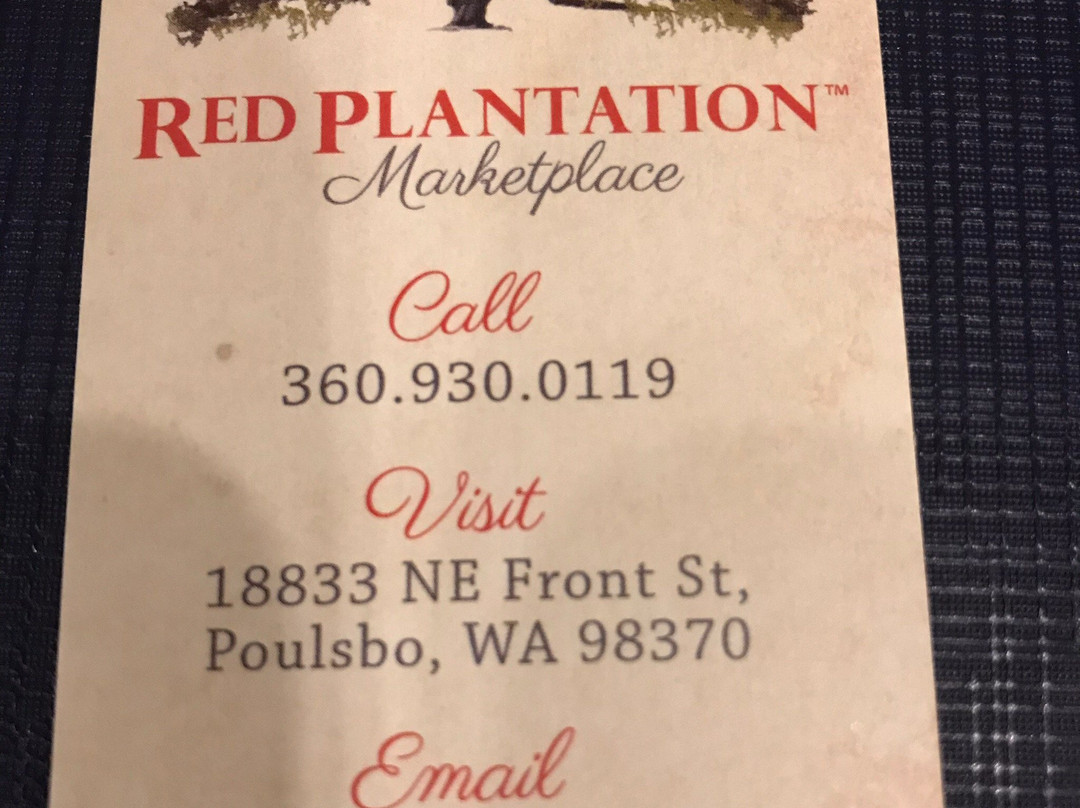 RED PLANTATION™
Marketplace
Call
360.930.0119
Visit
18833 NE Front St,
Poulsbo, WA 98370
Email